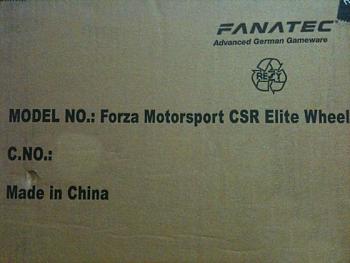 FANATEC
Advanced German Gameware
RESY
MODEL NO.: Forza Motorsport CSR Elite Wheel
C.NO.:
Made in China